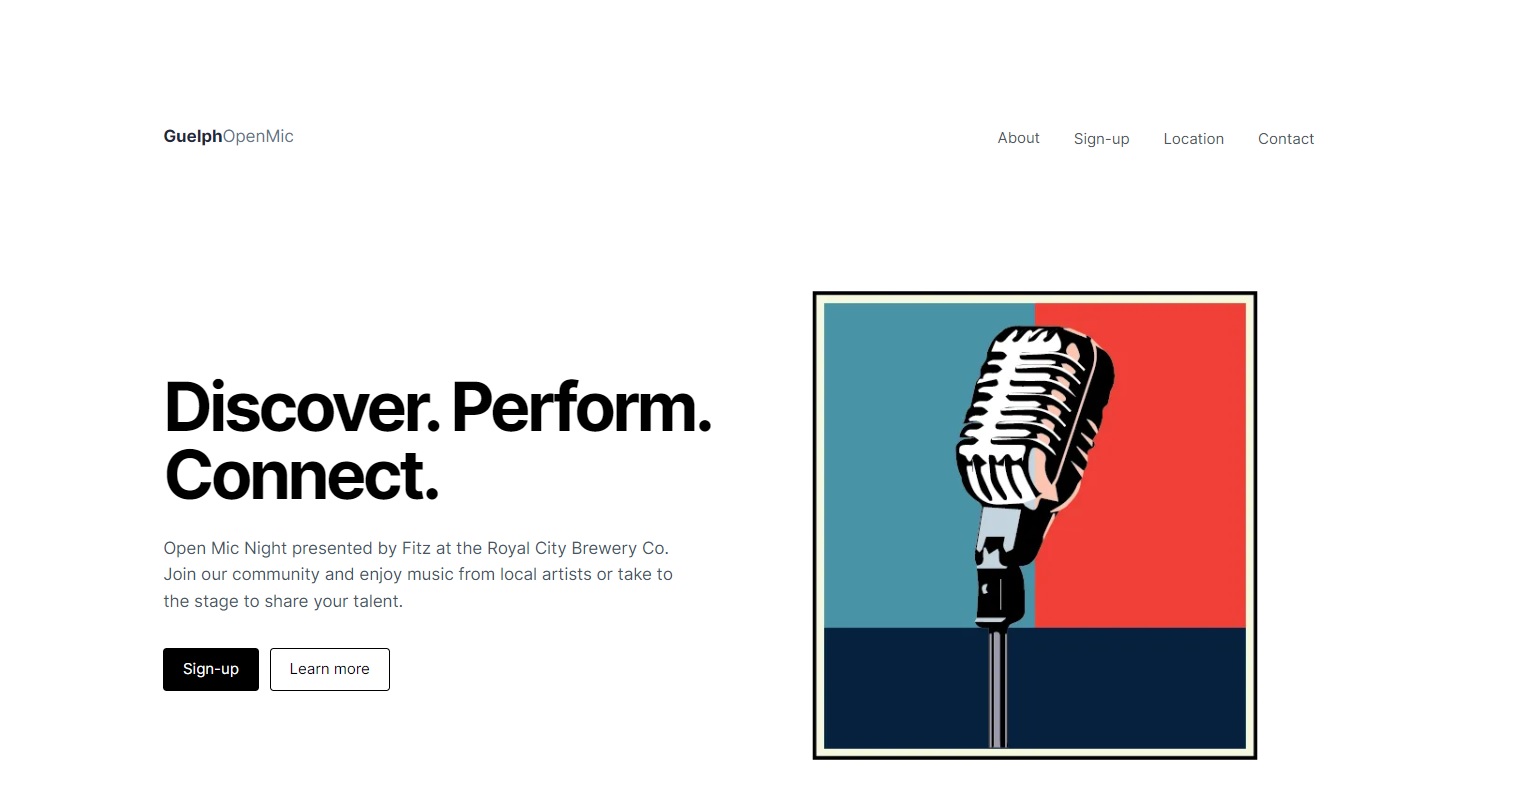 GuelphOpenMic
About
Sign-up
Location
Contact
Discover. Perform.
Connect.
Open Mic Night presented by Fitz at the Royal City Brewery Co.
Join our community and enjoy music from local artists or take to
the stage to share your talent.
Sign-up
Learn more